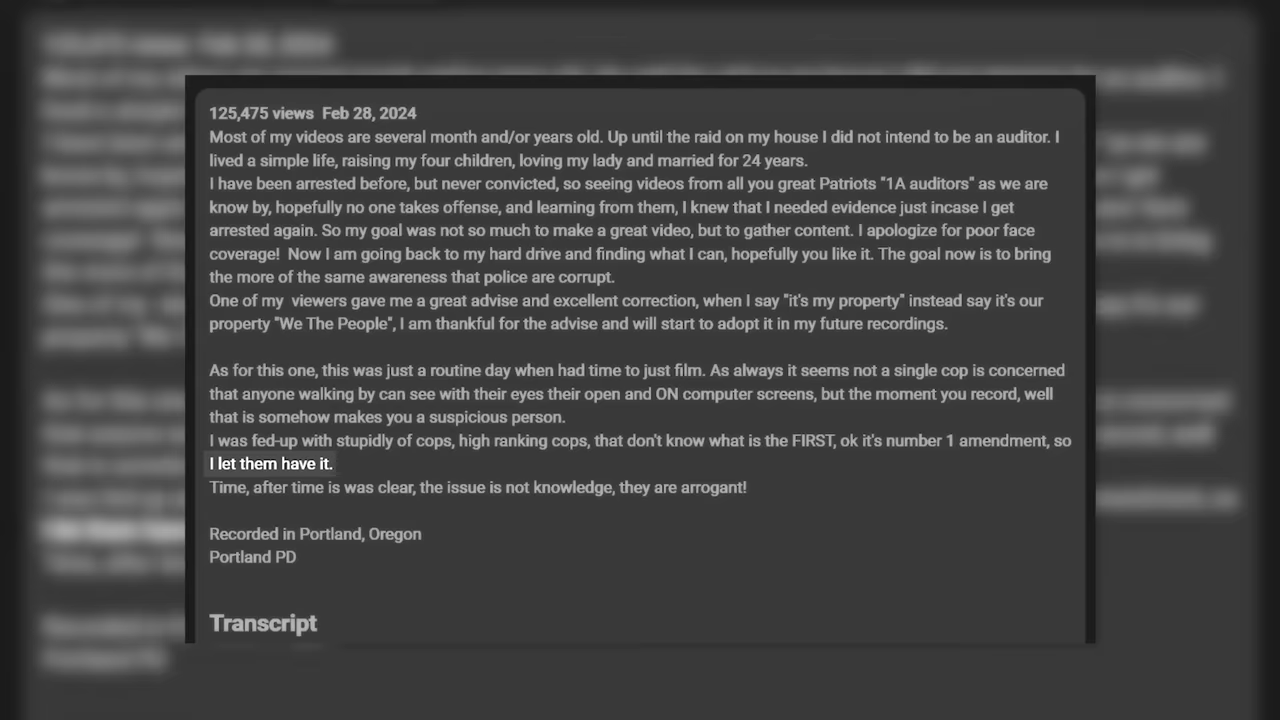 125,475 views  Feb 28, 2024
Most of my videos are several month and/or years old. Up until the raid on my house I did not intend to be an auditor. I
lived a simple life, raising my four children, loving my lady and married for 24 years.
I have been arrested before, but never convicted, so seeing videos from all you great Patriots "1A auditors" as we are
know by, hopefully no one takes offense, and learning from them, I knew that I needed evidence just incase I get
arrested again. So my goal was not so much to make a great video, but to gather content. I apologize for poor face
coverage!  Now I am going back to my hard drive and finding what I can, hopefully you like it. The goal now is to bring
the more of the same awareness that police are corrupt.
One of my  viewers gave me a great advise and excellent correction, when I say "it's my property" instead say it's our
property "We The People", I am thankful for the advise and will start to adopt it in my future recordings.
As for this one, this was just a routine day when had time to just film. As always it seems not a single cop is concerned
that anyone walking by can see with their eyes their open and ON computer screens, but the moment you record, well
that is somehow makes you a suspicious person.
I was fed-up with stupidly of cops, high ranking cops, that don't know what is the FIRST, ok it's number 1 amendment, so
I let them have it.
Time, after time is was clear, the issue is not knowledge, they are arrogant!
Recorded in Portland, Oregon
Portland PD
Transcript